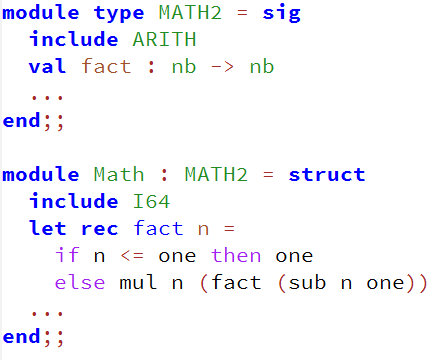 module type MATH2 = sig
  include ARITH
  val fact : nb -> nb
  ...
end;;

module Math : MATH2 = struct
  include I64
  let rec fact n =
    if n <= one then one
    else mul n (fact (sub n one))
  ...
end;;